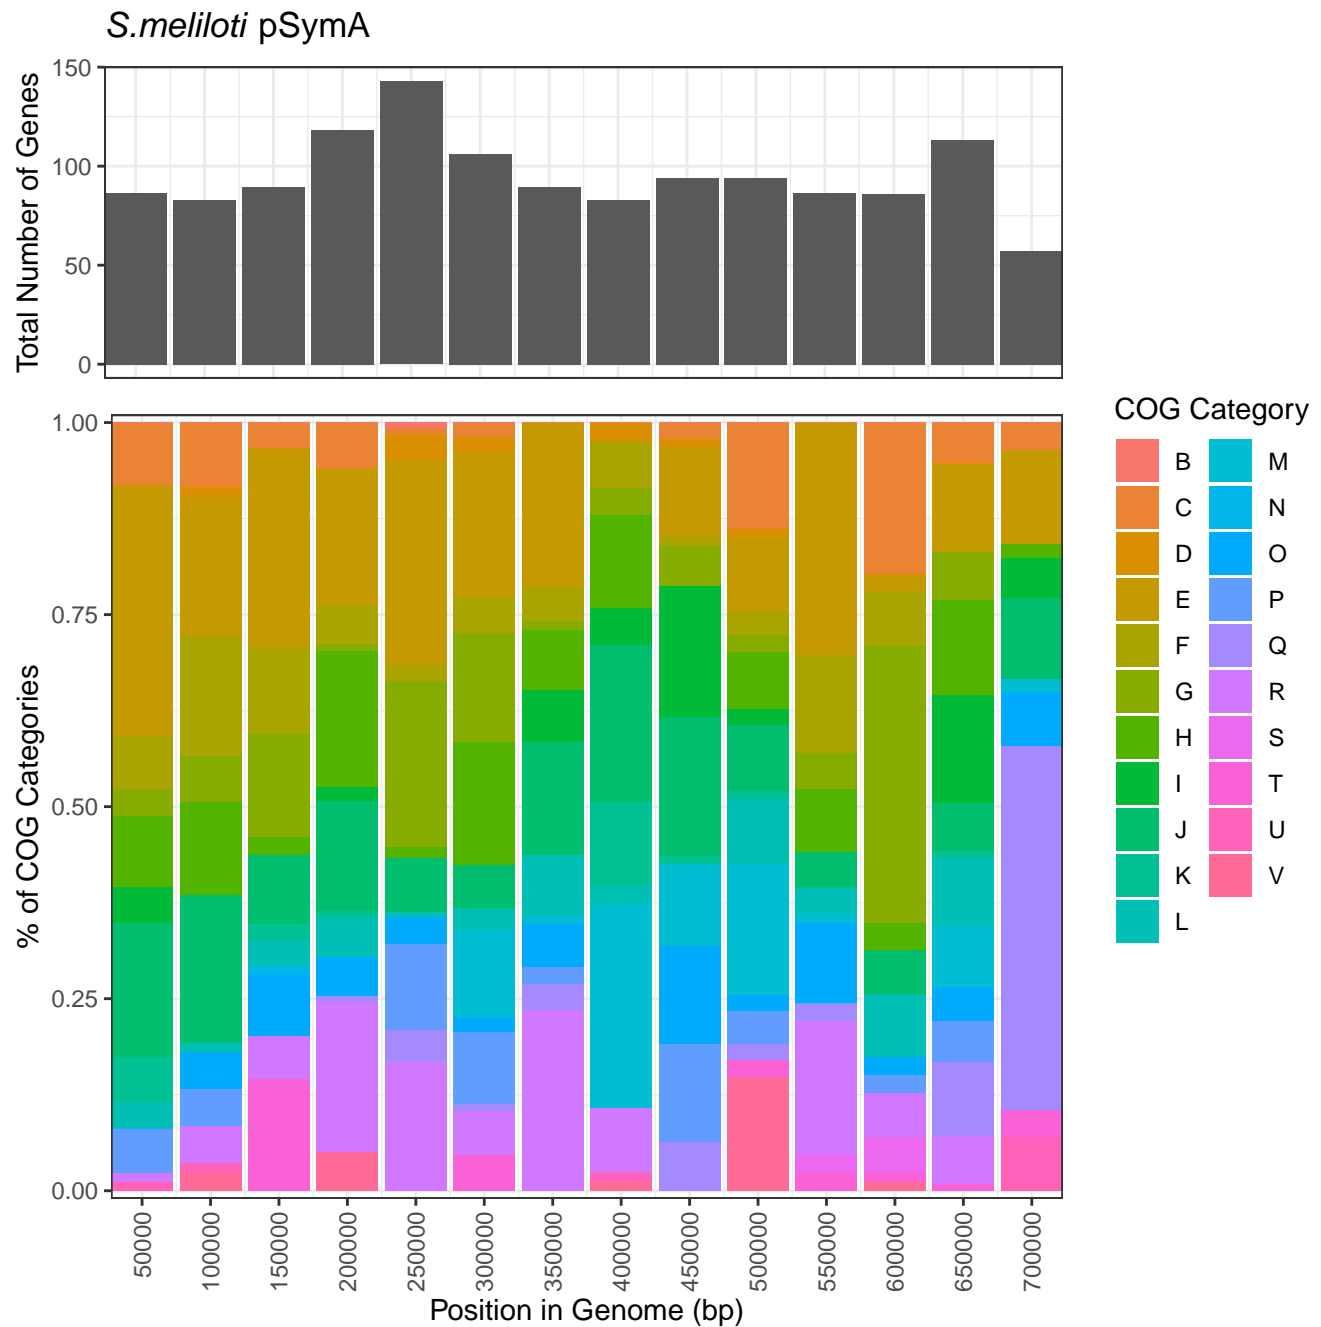 S.meliloti pSymA
Total Number of Genes
150
100
50
0
% of COG Categories
1.00
0.75
0.50
0.25
0.00
50000
100000
150000
200000
250000
300000
350000
400000
450000
500000
550000
600000
650000
700000
Position in Genome (bp)
COG Category
B
C
D
E
F
G
H
I
J
K
L
M
N
O
P
Q
R
S
T
U
V